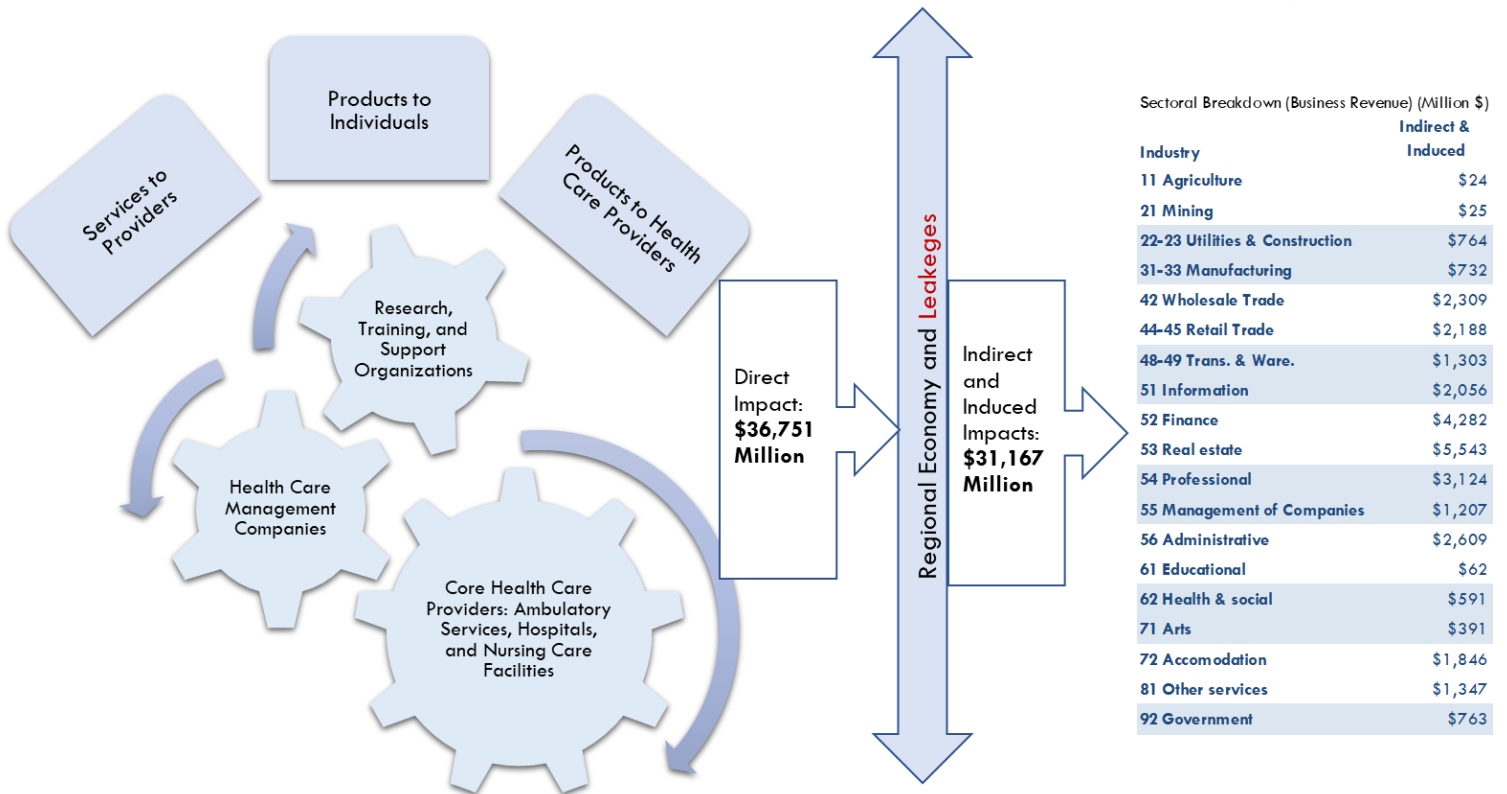 Products to
Individuals
Services to
Providers
Products to Health
Care Providers
Research,
Training, and
Support
Organizations
Health Care
Management
Companies
Core Health Care
Providers: Ambulatory
Services, Hospitals,
and Nursing Care
Facilities
Direct
Impact:
$36,751
Million
Regional Economy and Leakeges
Indirect
and
Induced
Impacts:
$31,167
Million
Sectoral Breakdown (Business Revenue) (Million $)
Indirect &
Industry Induced
11 Agriculture $24
21 Mining $25
22-23 Utilities & Construction $764
31-33 Manufacturing $732
42 Wholesale Trade $2,309
44-45 Retail Trade $2,188
48-49 Trans. & Ware. $1,303
51 Information $2,056
52 Finance $4,282
53 Real estate $5,543
54 Professional $3,124
55 Management of Companies $1,207
56 Administrative $2,609
61 Educational $62
62 Health & social $591
71 Arts $391
72 Accomodation $1,846
81 Other services $1,347
92 Government $763